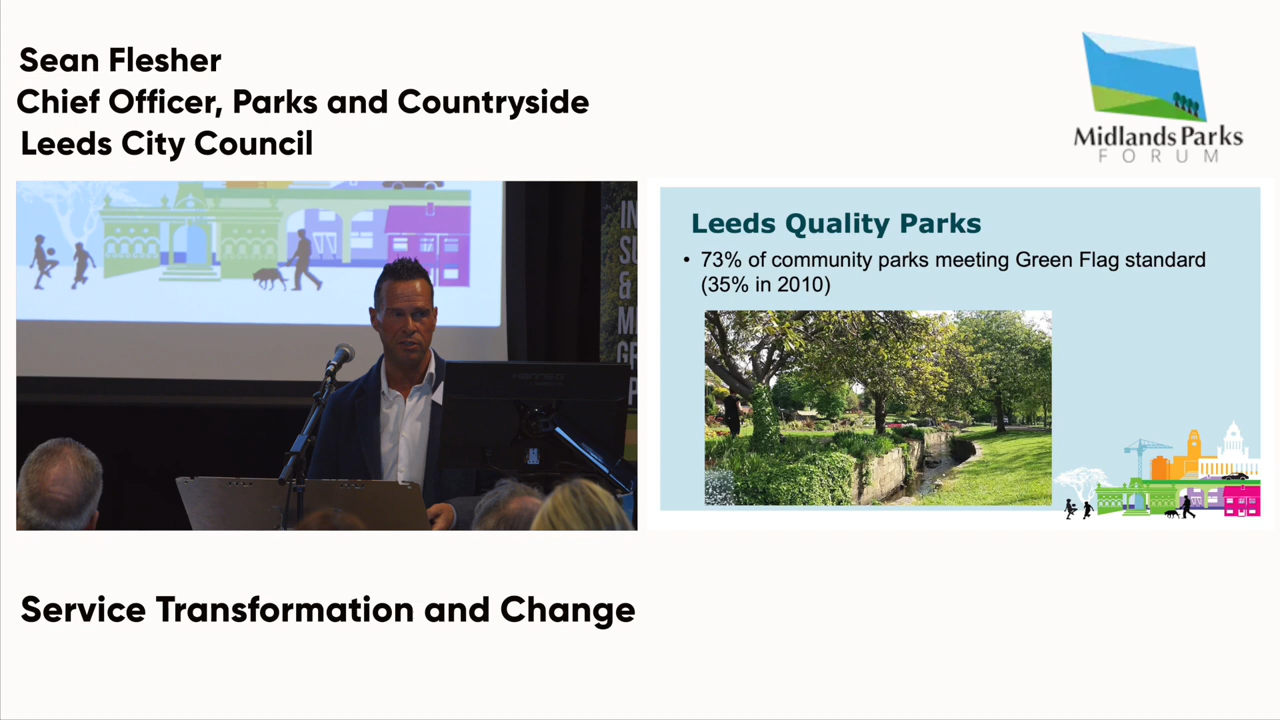 Sean Flesher
Chief Officer, Parks and Countryside
Leeds City Council
Midlands Parks
FORUM
Leeds Quality Parks
• 73% of community parks meeting Green Flag standard
(35% in 2010)
Service Transformation and Change